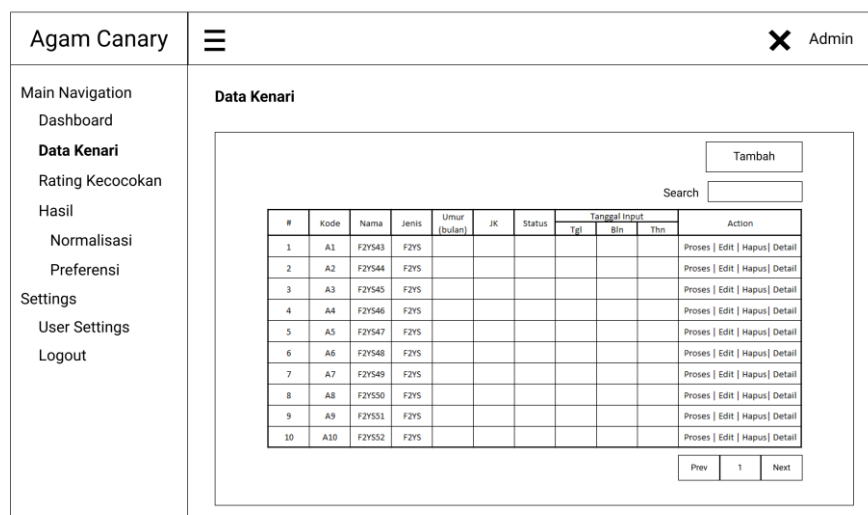 Agam Canary
☰
✕ Admin
Main Navigation
Dashboard
Data Kenari
Rating Kecocokan
Hasil
Normalisasi
Preferensi
Settings
User Settings
Logout
Data Kenari
Tambah
Search
# Kode Nama Jenis Umur (bulan) JK Status Tanggal Input Action
Tgl Bln Thn
1 A1 F2YS43 F2YS Proses | Edit | Hapus| Detail
2 A2 F2YS44 F2YS Proses | Edit | Hapus| Detail
3 A3 F2YS45 F2YS Proses | Edit | Hapus| Detail
4 A4 F2YS46 F2YS Proses | Edit | Hapus| Detail
5 A5 F2YS47 F2YS Proses | Edit | Hapus| Detail
6 A6 F2YS48 F2YS Proses | Edit | Hapus| Detail
7 A7 F2YS49 F2YS Proses | Edit | Hapus| Detail
8 A8 F2YS50 F2YS Proses | Edit | Hapus| Detail
9 A9 F2YS51 F2YS Proses | Edit | Hapus| Detail
10 A10 F2YS52 F2YS Proses | Edit | Hapus| Detail
Prev 1 Next